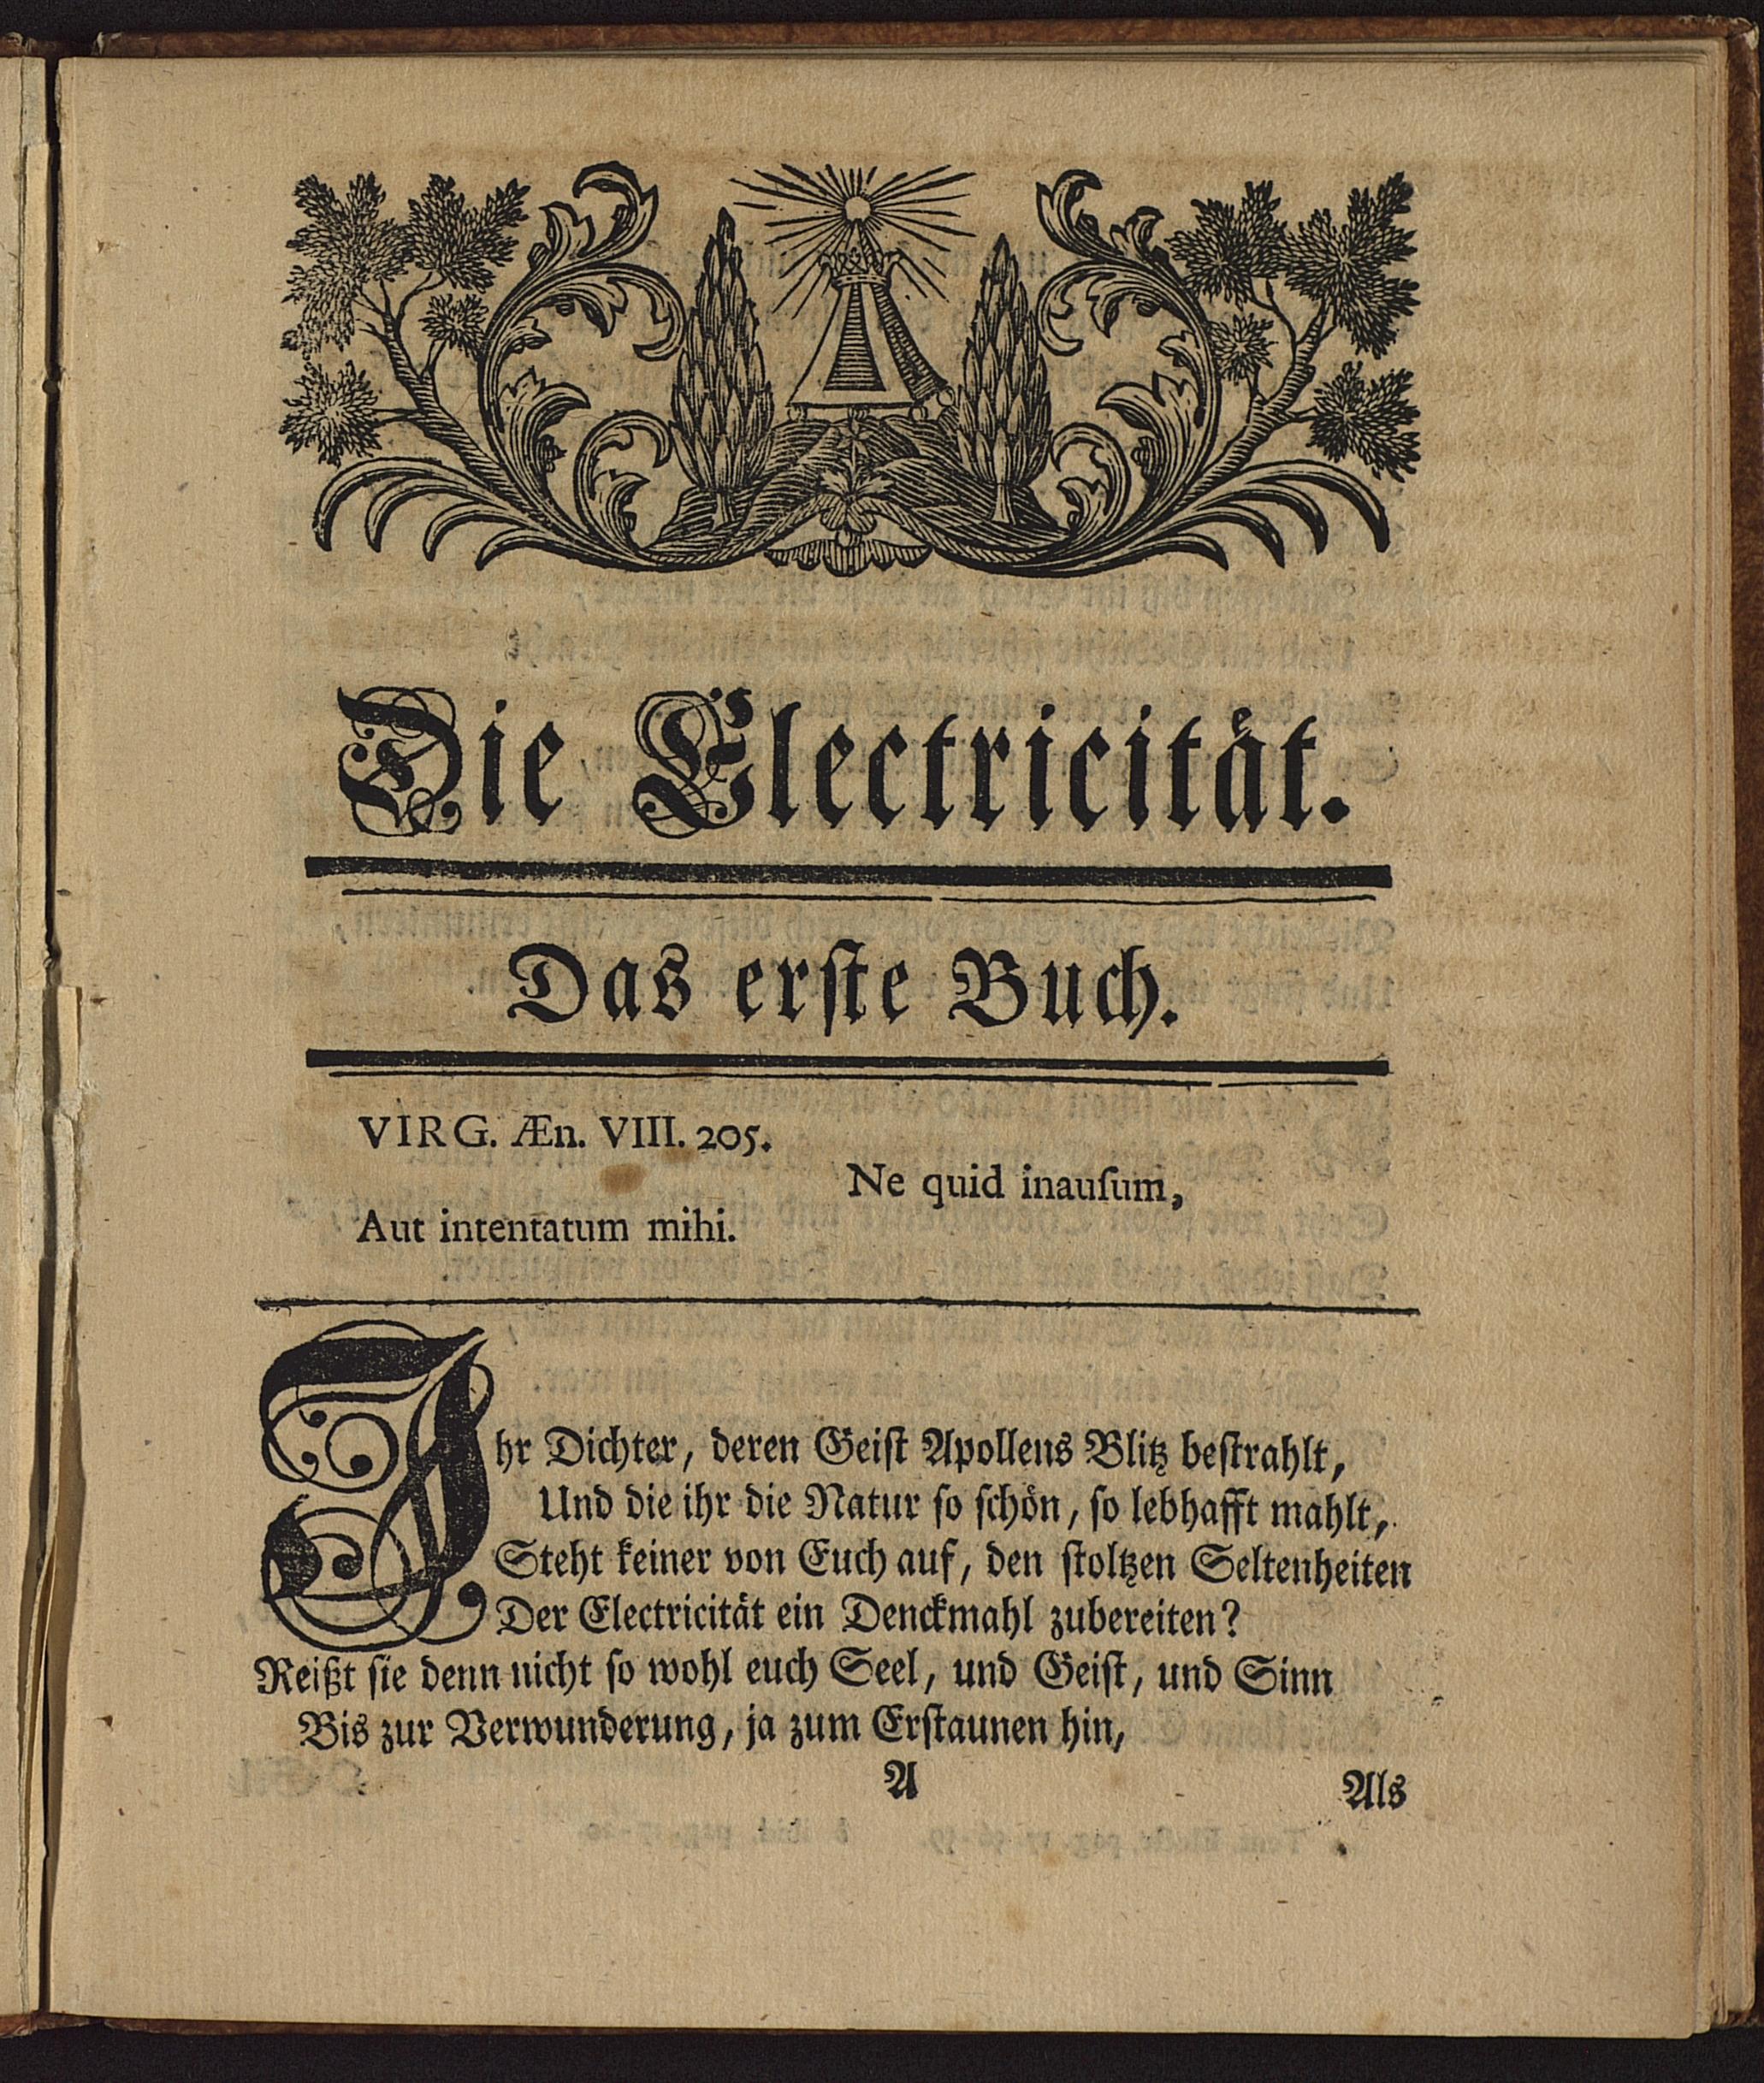 Die Electricität.
Das erſte Buch.
VIRG. Æn. VIII. 205.
Ne quid inauſum,
Aut intentatum mihi.
Ihr Dichter, deren Geiſt Apollens Blitz beſtrahlt,
Und die ihr die Natur ſo ſchön, ſo lebhafft mahlt,
Steht keiner von Euch auf, den ſtoltzen Seltenheiten
Der Electricität ein Denckmahl zubereiten?
Reißt ſie denn nicht ſo wohl euch Seel, und Geiſt, und Sinn
Bis zur Verwunderung, ja zum Erſtaunen hin,
A
Als